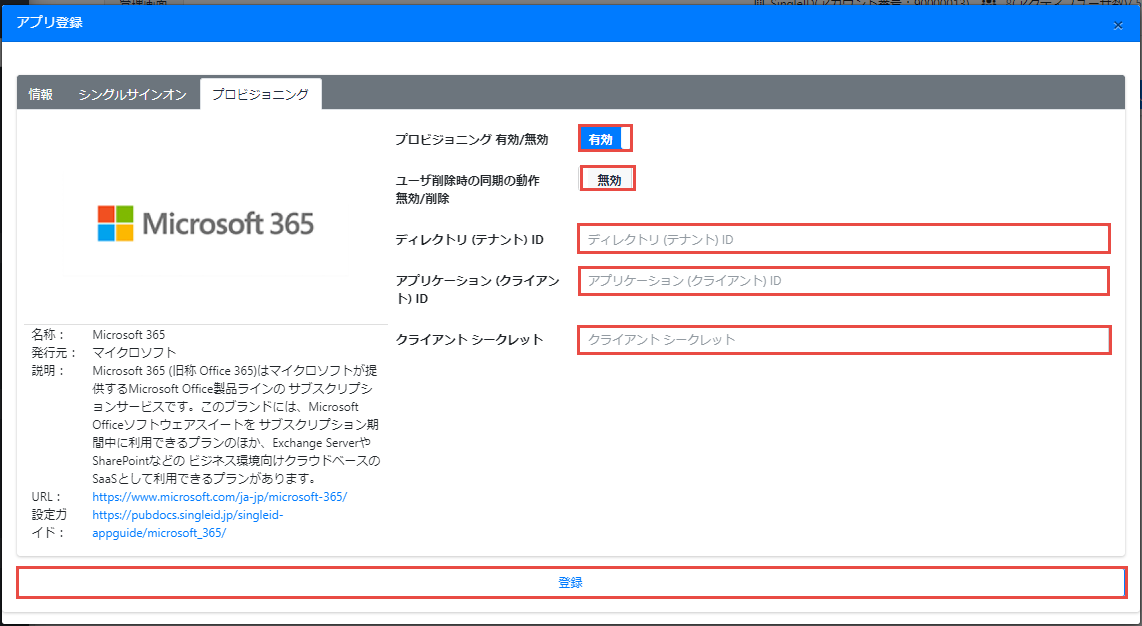 アプリ登録
×
情報 シングルサインオン プロビジョニング
プロビジョニング 有効/無効 有効
ユーザ削除時の同期の動作 無効
無効/削除
ディレクトリ (テナント) ID ディレクトリ (テナント) ID
アプリケーション (クライアン アプリケーション (クライアント) ID
ト) ID
クライアント シークレット クライアント シークレット
Microsoft 365
名称： Microsoft 365
発行元： マイクロソフト
説明： Microsoft 365 (旧称 Office 365)はマイクロソフトが提
供するMicrosoft Office製品ラインの サブスクリプシ
ョンサービスです。このブランドには、Microsoft
Officeソフトウェアスイートを サブスクリプション期
間中に利用できるプランのほか、Exchange Serverや
SharePointなどの ビジネス環境向けクラウドベースの
SaaSとして利用できるプランがあります。
URL： https://www.microsoft.com/ja-jp/microsoft-365/
設定ガ https://pubdocs.singleid.jp/singleid-
イド： appguide/microsoft_365/
登録